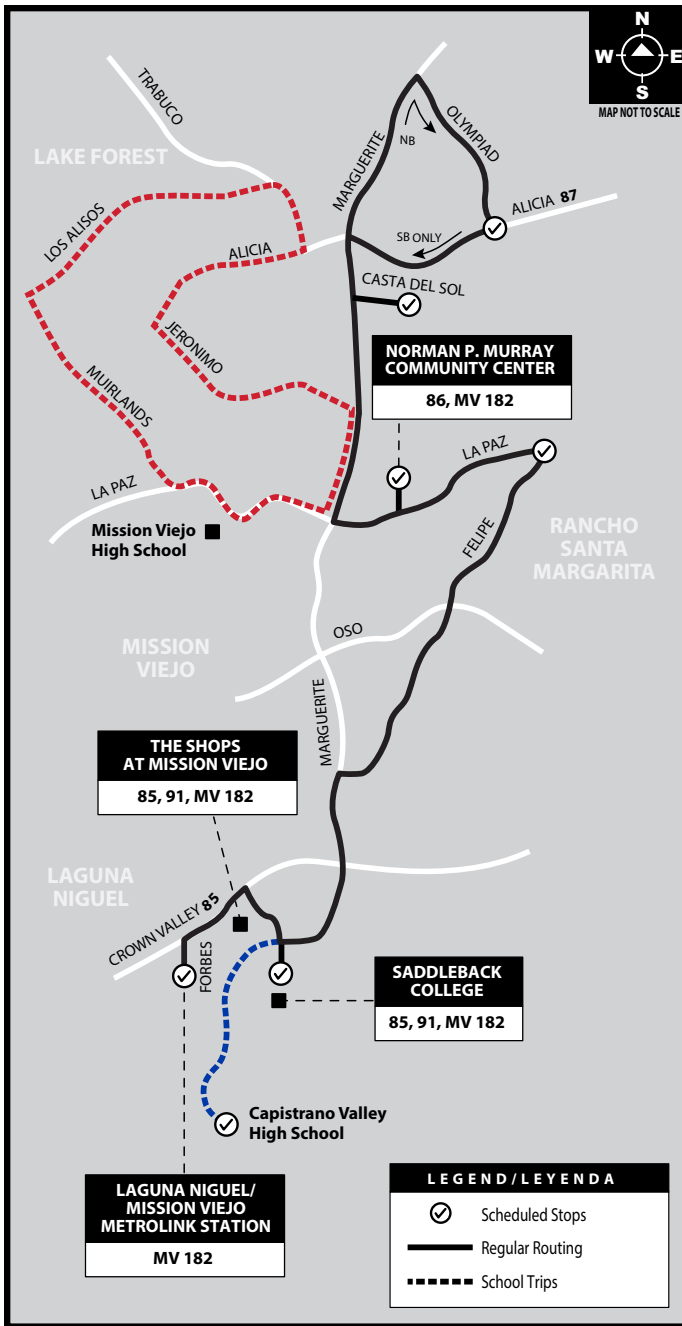 N
W E
S
MAP NOT TO SCALE
TRABUCO
LAKE FOREST
OLYMPIAD
NB
MARGUERITE
LOS ALISOS
ALICIA 87
SB ONLY
ALICIA
CASTA DEL SOL
JERONIMO
NORMAN P. MURRAY
COMMUNITY CENTER
86, MV 182
MUIRLANDS
LA PAZ
LA PAZ
Mission Viejo
High School
FELIPE
RANCHO
SANTA
MARGARITA
OSO
MISSION
VIEJO
MARGUERITE
THE SHOPS
AT MISSION VIEJO
85, 91, MV 182
LAGUNA
NIGUEL
CROWN VALLEY 85
FORBES
SADDLEBACK
COLLEGE
85, 91, MV 182
Capistrano Valley
High School
LAGUNA NIGUEL/
MISSION VIEJO
METROLINK STATION
MV 182
LEGEND/LEYENDA
Scheduled Stops
Regular Routing
School Trips